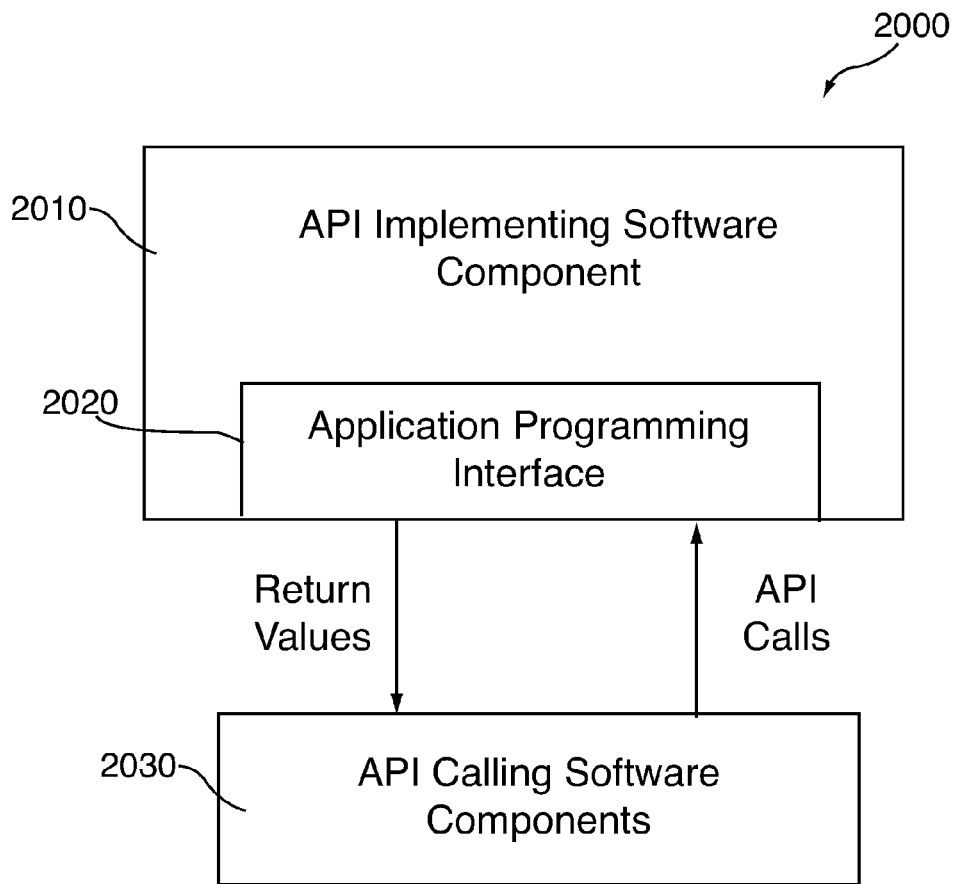 2000
2010
API Implementing Software
Component
2020
Application Programming
Interface
Return
Values
API
Calls
2030
API Calling Software
Components